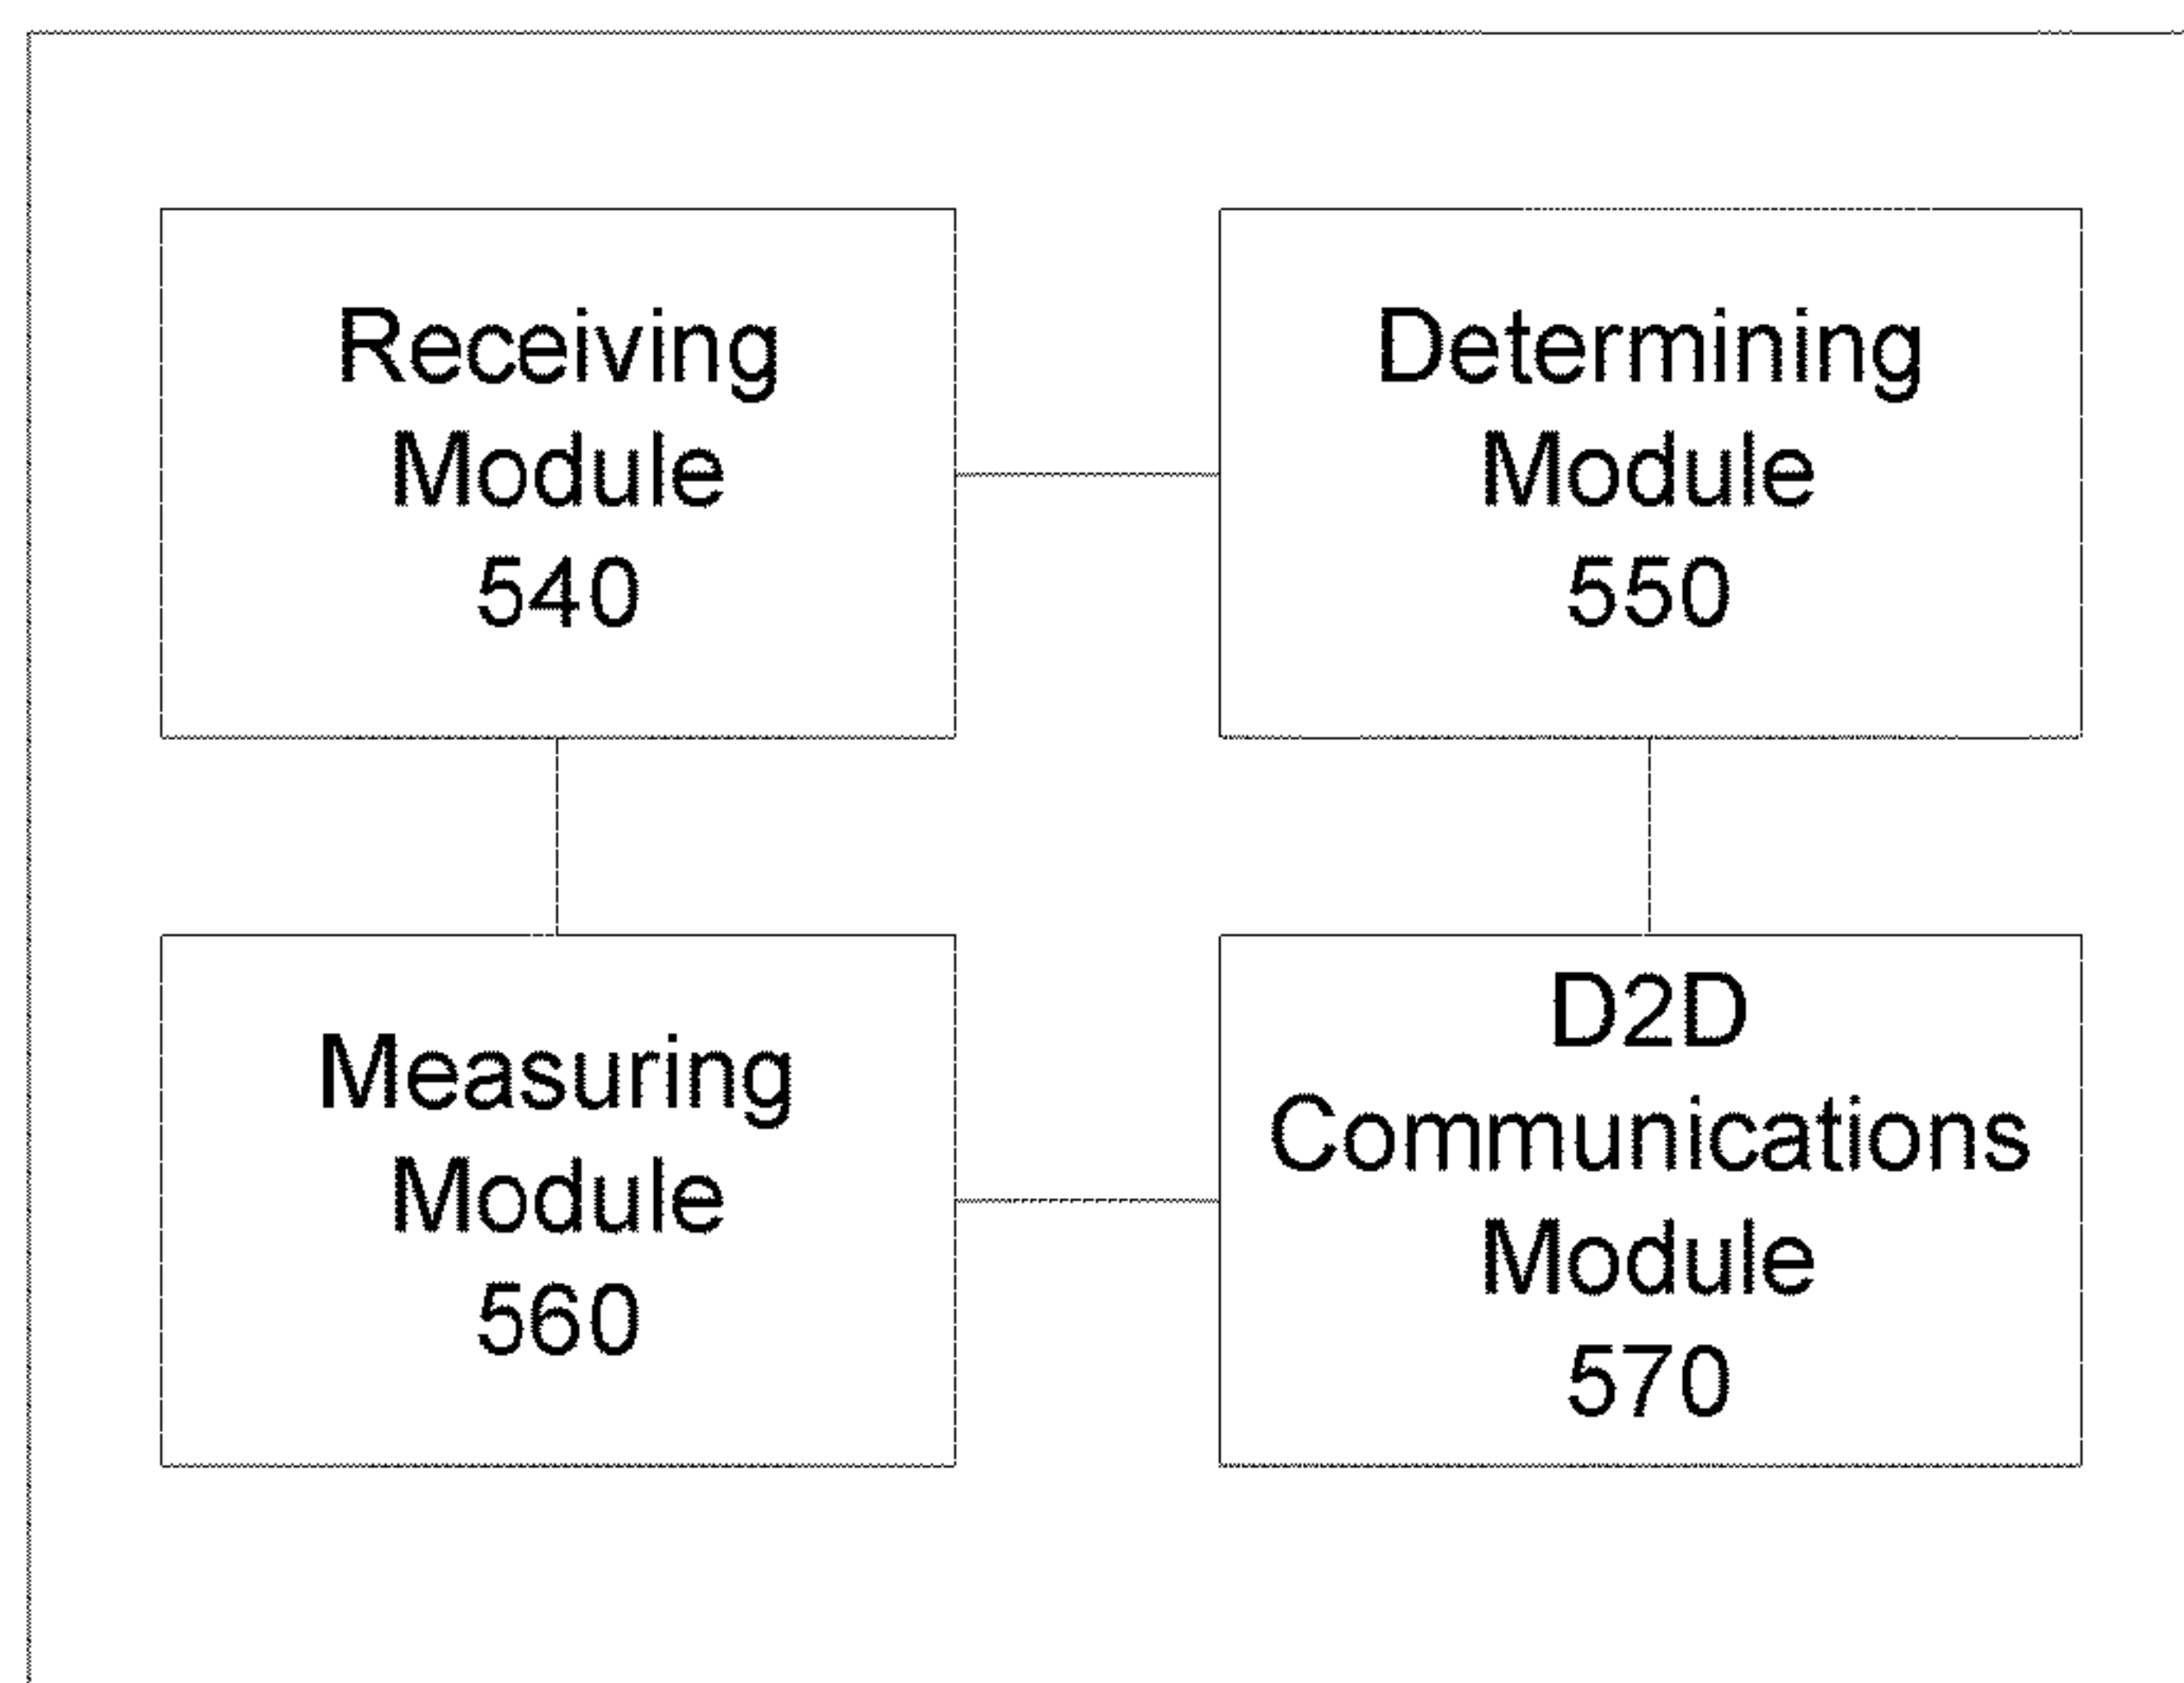 Receiving
Module
540
Determining
Module
550
Measuring
Module
560
D2D
Communications
Module
570